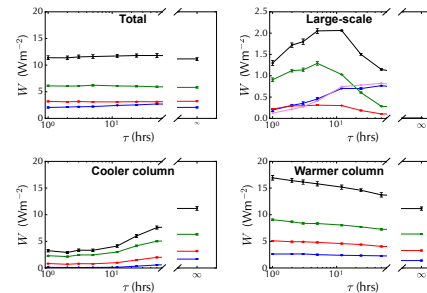 Total
Large-scale
W (Wm⁻²)
20
15
10
5
0
10⁰
10¹
∞
τ (hrs)
W (Wm⁻²)
2.5
2.0
1.5
1.0
0.5
0.0
10⁰
10¹
∞
τ (hrs)
Cooler column
Warmer column
W (Wm⁻²)
20
15
10
5
0
10⁰
10¹
∞
τ (hrs)
W (Wm⁻²)
20
15
10
5
0
10⁰
10¹
∞
τ (hrs)